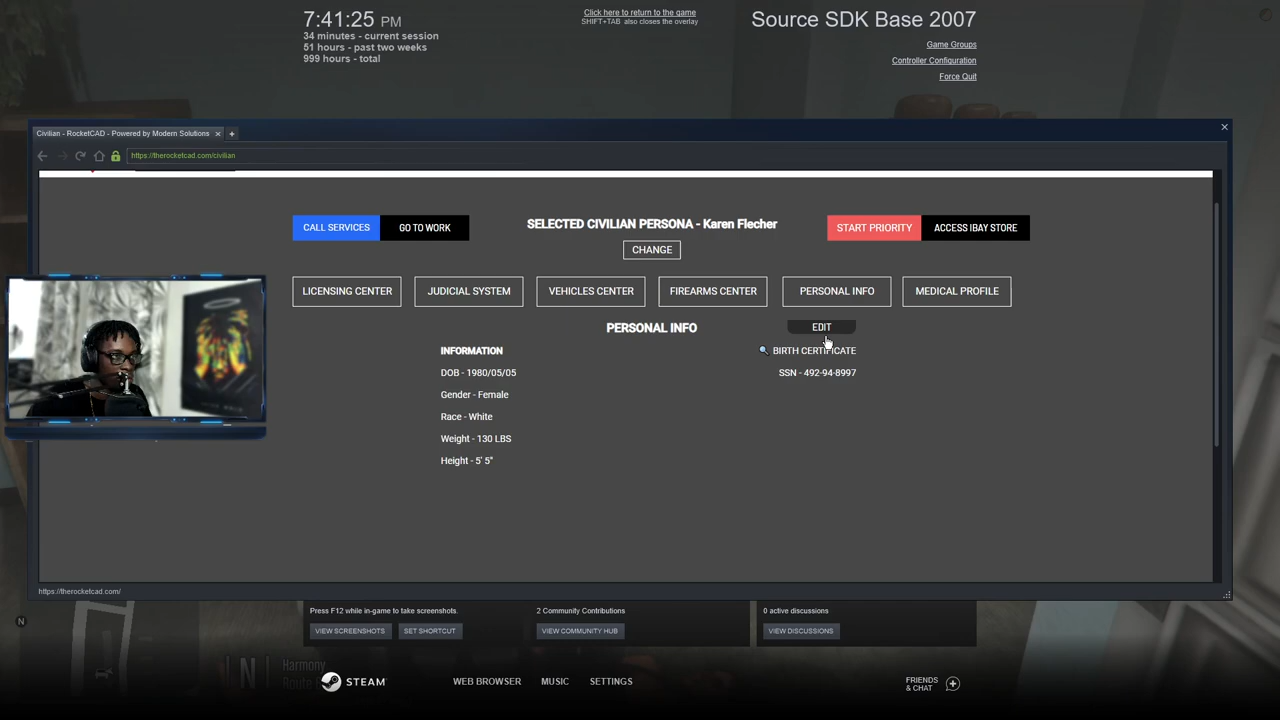 7:41:25 PM
34 minutes - current session
51 hours - past two weeks
999 hours - total
Click here to return to the game
SHIFT+TAB also closes the overlay
Source SDK Base 2007
Game Groups
Controller Configuration
Force Quit
Civilian - RocketCAD - Powered by Modern Solutions
https://therocketcad.com/civilian
CALL SERVICES
GO TO WORK
SELECTED CIVILIAN PERSONA - Karen Flecher
START PRIORITY
ACCESS IBAY STORE
CHANGE
LICENSING CENTER
JUDICIAL SYSTEM
VEHICLES CENTER
FIREARMS CENTER
PERSONAL INFO
MEDICAL PROFILE
PERSONAL INFO
EDIT
INFORMATION
BIRTH CERTIFICATE
DOB - 1980/05/05
SSN - 492-94-8997
Gender - Female
Race - White
Weight - 130 LBS
Height - 5' 5"
https://therocketcad.com/
Press F12 while in-game to take screenshots.
2 Community Contributions
0 active discussions
VIEW SCREENSHOTS
SET SHORTCUT
VIEW COMMUNITY HUB
VIEW DISCUSSIONS
N
N
Harmony
Route
STEAM
WEB BROWSER
MUSIC
SETTINGS
FRIENDS
& CHAT